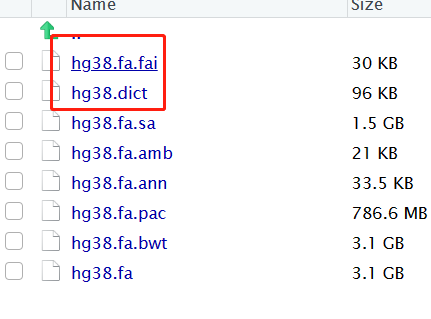 Name Size
..
hg38.fa.fai 30 KB
hg38.dict 96 KB
hg38.fa.sa 1.5 GB
hg38.fa.amb 21 KB
hg38.fa.ann 33.5 KB
hg38.fa.pac 786.6 MB
hg38.fa.bwt 3.1 GB
hg38.fa 3.1 GB